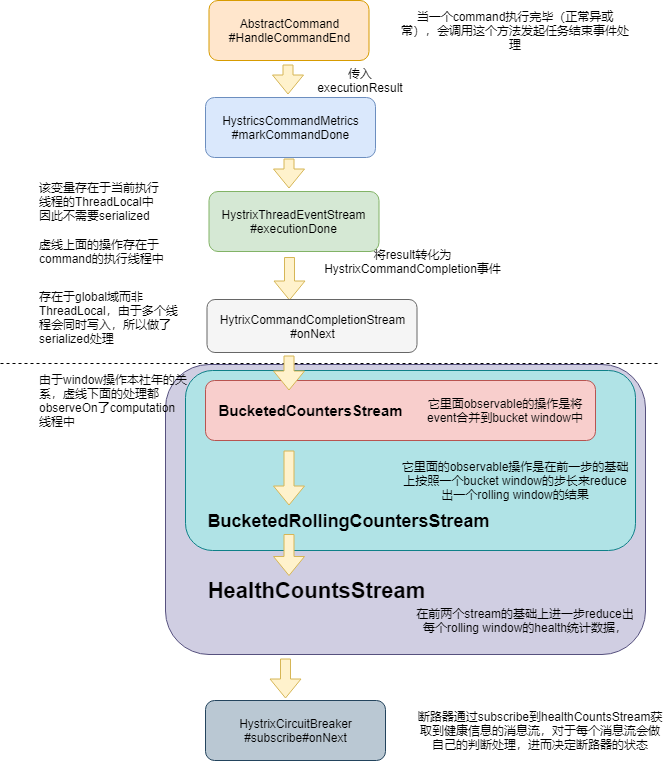 AbstractCommand
#HandleCommandEnd
当一个command执行完毕（正常异或
常），会调用这个方法发起任务结束事件处
理
传入
executionResult
HystricsCommandMetrics
#markCommandDone
该变量存在于当前执行
线程的ThreadLocal中
因此不需要serialized
HystrixThreadEventStream
#executionDone
虚线上面的操作存在于
command的执行线程中
将result转化为
HystrixCommandCompletion事件
存在于global域而非
ThreadLocal，由于多个线
程会同时写入，所以做了
serialized处理
HytrixCommandCompletionStream
#onNext
由于window操作本社年的关
系，虚线下面的处理都
observeOn了computation
线程中
BucketedCountersStream
它里面observable的操作是将
event合并到bucket window中
它里面的observable操作是在前一步的基础
上按照一个bucket window的步长来reduce
出一个rolling window的结果
BucketedRollingCountersStream
HealthCountsStream
在前两个stream的基础上进一步reduce出
每个rolling window的health统计数据，
HystrixCircuitBreaker
#subscribe#onNext
断路器通过subscribe到healthCountsStream获
取到健康信息的消息流，对于每个消息流会做
自己的判断处理，进而决定断路器的状态